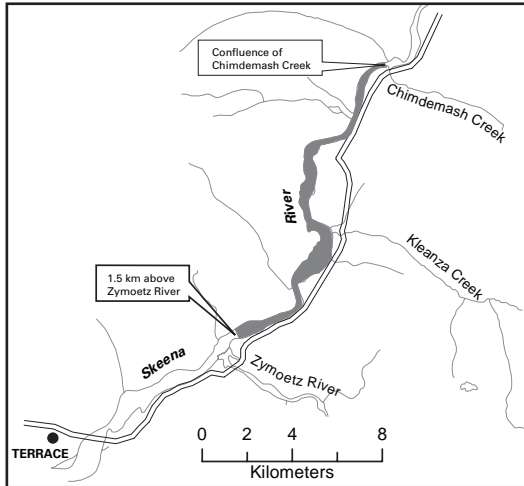 Confluence of
Chimdemash Creek
Chimdemash Creek
River
Kleanza Creek
1.5 km above
Zymoetz River
Skeena
Zymoetz River
TERRACE
0 2 4 8
Kilometers